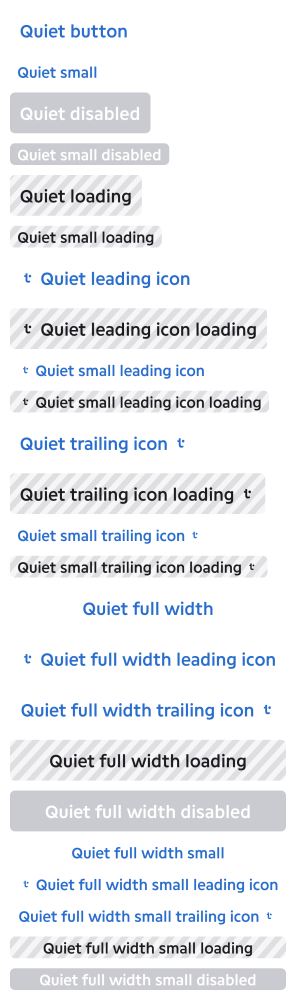 Quiet button
Quiet small
Quiet disabled
Quiet small disabled
Quiet loading
Quiet small loading
Quiet leading icon
Quiet leading icon loading
Quiet small leading icon
Quiet small leading icon loading
Quiet trailing icon
Quiet trailing icon loading
Quiet small trailing icon
Quiet small trailing icon loading
Quiet full width
Quiet full width leading icon
Quiet full width trailing icon
Quiet full width loading
Quiet full width disabled
Quiet full width small
Quiet full width small leading icon
Quiet full width small trailing icon
Quiet full width small loading
Quiet full width small disabled